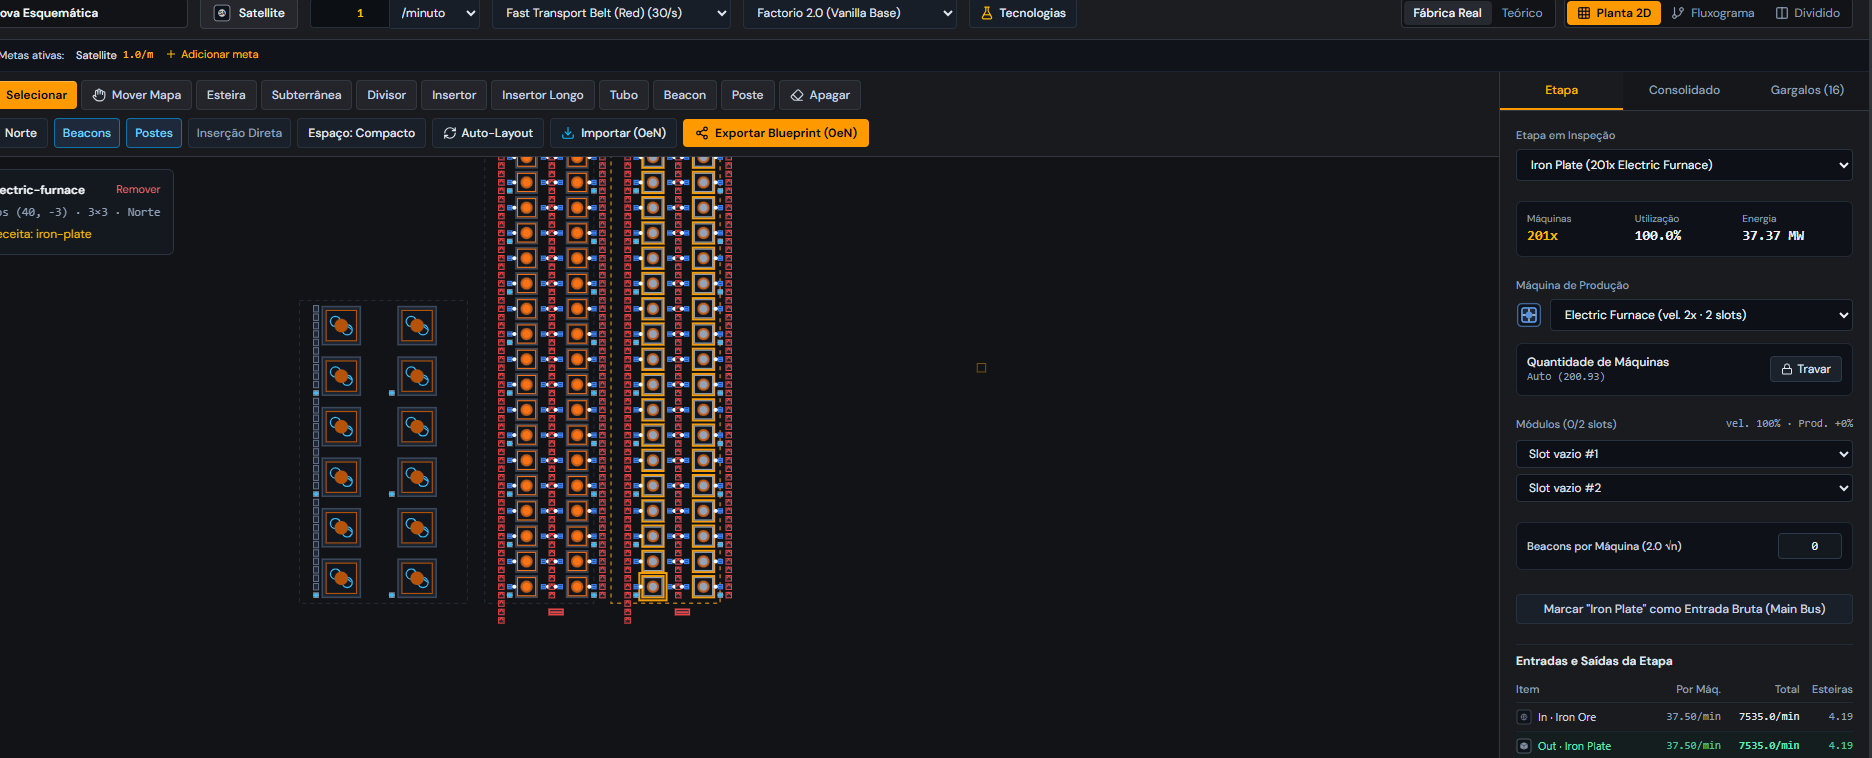 ova Esquemática
Satellite
1
/minuto
Fast Transport Belt (Red) (30/s)
Factorio 2.0 (Vanilla Base)
Tecnologias
Fábrica Real
Teórico
Planta 2D
Fluxograma
Dividido
Metas ativas: Satellite 1.0/m + Adicionar meta
Selecionar
Mover Mapa
Esteira
Subterrânea
Divisor
Insertor
Insertor Longo
Tubo
Beacon
Poste
Apagar
Norte
Beacons
Postes
Inserção Direta
Espaço: Compacto
Auto-Layout
Importar (0eN)
Exportar Blueprint (0eN)
lectric-furnace
Remover
os (40, -3) · 3×3 · Norte
eceita: iron-plate
Etapa
Consolidado
Gargalos (16)
Etapa em Inspeção
Iron Plate (201x Electric Furnace)
Máquinas
Utilização
Energia
201x
100.0%
37.37 MW
Máquina de Produção
Electric Furnace (vel. 2x · 2 slots)
Quantidade de Máquinas
Auto (200.93)
Travar
Módulos (0/2 slots)
vel. 100% · Prod. +0%
Slot vazio #1
Slot vazio #2
Beacons por Máquina (2.0 √n)
0
Marcar "Iron Plate" como Entrada Bruta (Main Bus)
Entradas e Saídas da Etapa
Item Por Máq. Total Esteiras
In · Iron Ore 37.50/min 7535.0/min 4.19
Out · Iron Plate 37.50/min 7535.0/min 4.19